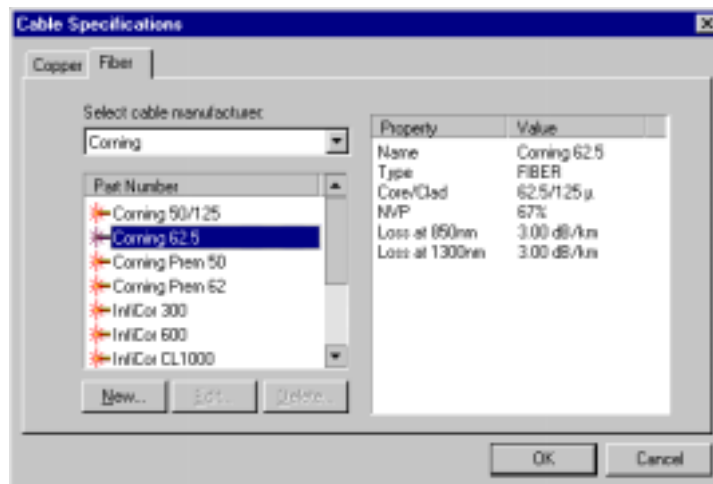 Cable Specifications
Copper
Fiber
Select cable manufacturer:
Corning
Part Number
Corning 50/125
Corning 62.5
Corning Prem 50
Corning Prem 62
InfiCor 300
InfiCor 600
InfiCor CL1000
New...
Edit...
Delete...
Property Value
Name Corning 62.5
Type FIBER
Core/Clad 62.5/125 µ
NVP 67%
Loss at 850nm 3.00 dB/km
Loss at 1300nm 3.00 dB/km
OK
Cancel